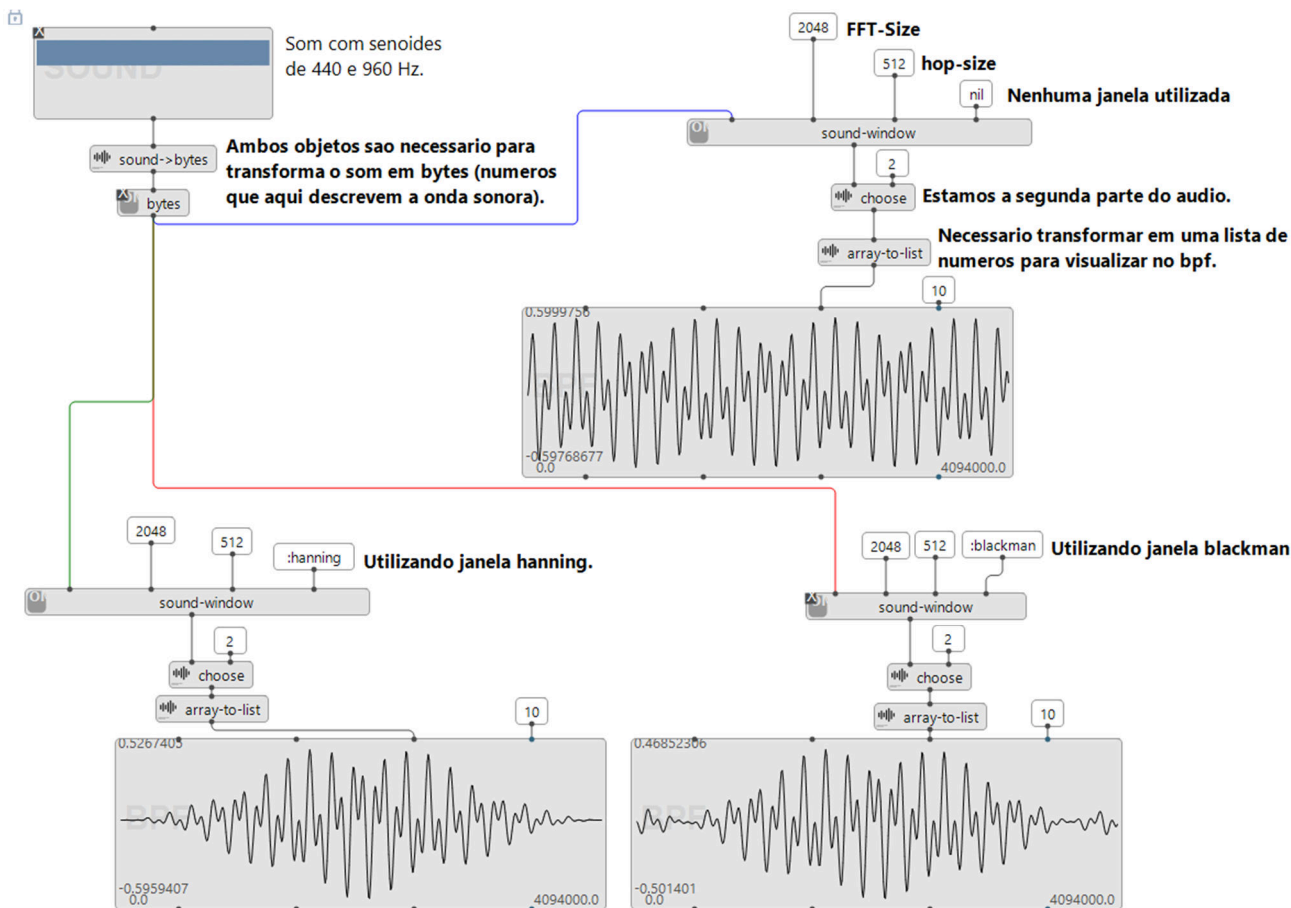 SOUND
Som com senoides
de 440 e 960 Hz.
sound->bytes
bytes
Ambos objetos sao necessario para
transforma o som em bytes (numeros
que aqui descrevem a onda sonora).
2048
FFT-Size
512
hop-size
nil
Nenhuma janela utilizada
sound-window
2
choose
Estamos a segunda parte do audio.
array-to-list
Necessario transformar em uma lista de
numeros para visualizar no bpf.
10
0.5999756
BPF
-0.59768677
0.0
4094000.0
2048
512
:hanning
Utilizando janela hanning.
sound-window
2
choose
array-to-list
10
0.5267405
BPF
-0.5959407
0.0
4094000.0
2048
512
:blackman
Utilizando janela blackman
sound-window
2
choose
array-to-list
10
0.46852306
BPF
-0.501401
0.0
4094000.0